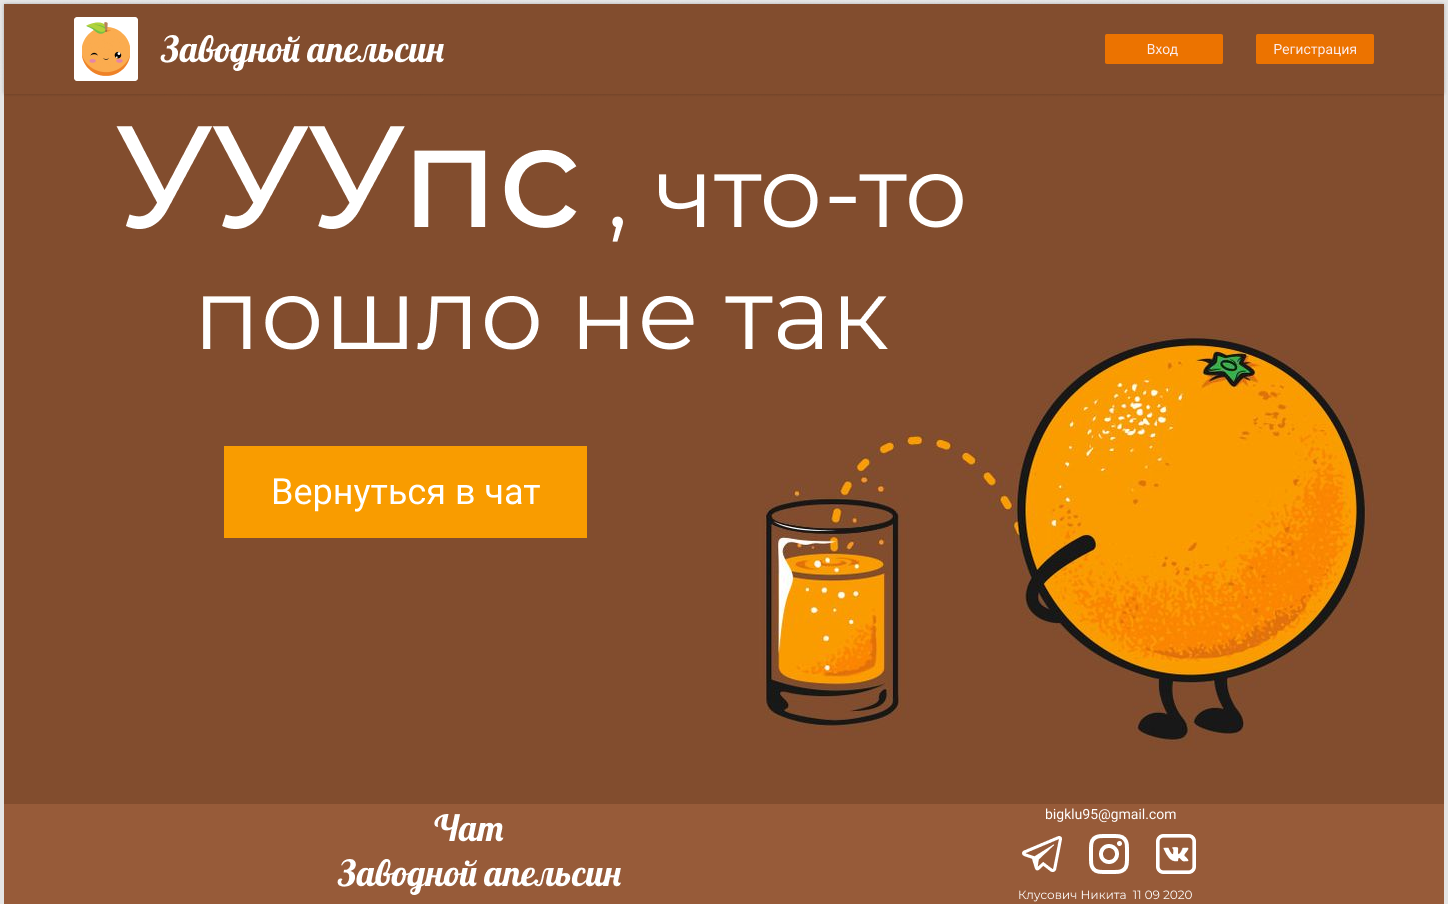 Заводной апельсин
Вход
Регистрация
УУУпс , что-то
пошло не так
Вернуться в чат
Чат
Заводной апельсин
bigklu95@gmail.com
Клусович Никита 11 09 2020